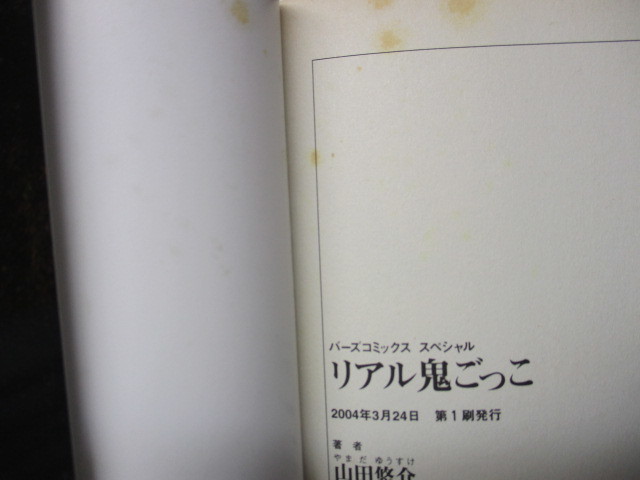 バーズコミックス スペシャル
リアル鬼ごっこ
2004年3月24日 第1刷発行
著者
やまだ ゆうすけ
山田悠介